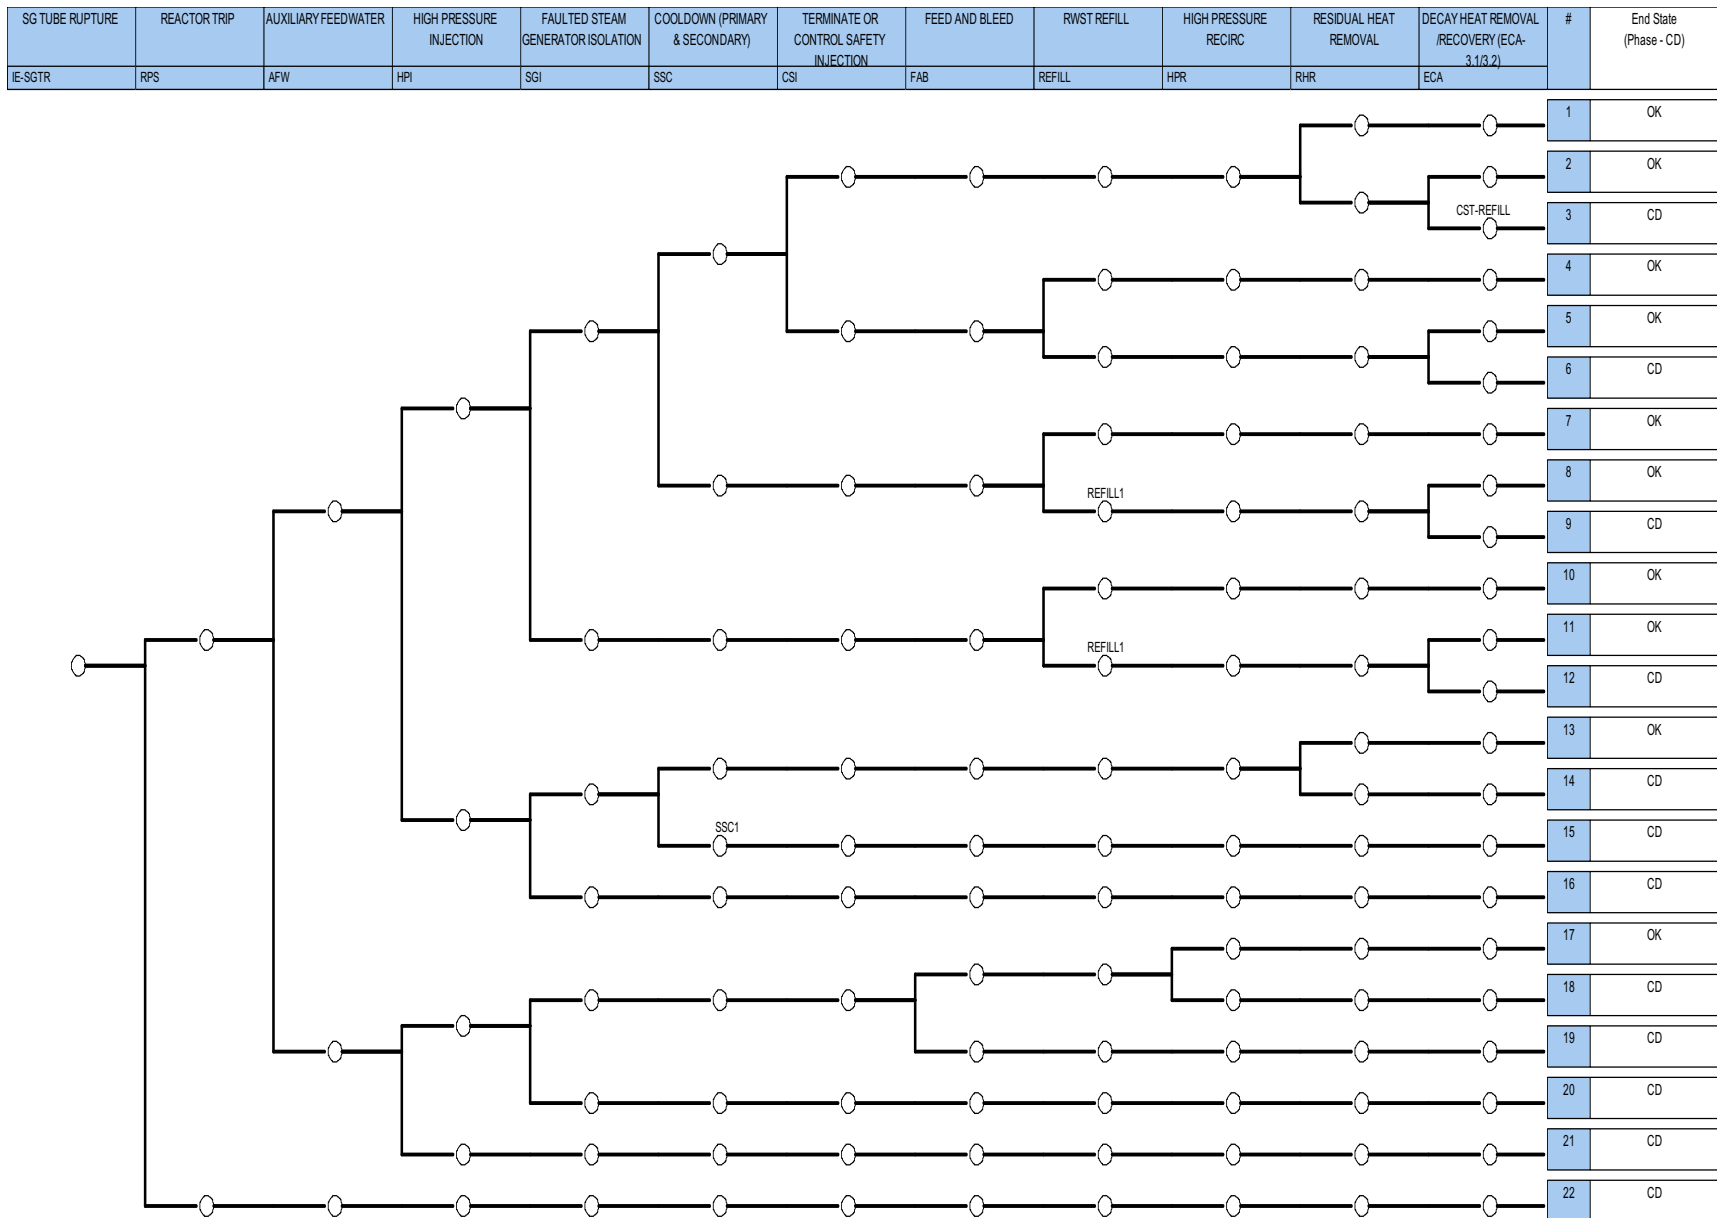 SG TUBE RUPTURE
REACTOR TRIP
AUXILIARY FEEDWATER
HIGH PRESSURE
INJECTION
FAULTED STEAM
GENERATOR ISOLATION
COOLDOWN (PRIMARY
& SECONDARY)
TERMINATE OR
CONTROL SAFETY
INJECTION
FEED AND BLEED
RWST REFILL
HIGH PRESSURE
RECIRC
RESIDUAL HEAT
REMOVAL
DECAY HEAT REMOVAL
/RECOVERY (ECA-
3.1/3.2)
#
End State
(Phase - CD)
IE-SGTR
RPS
AFW
HPI
SGI
SSC
CSI
FAB
REFILL
HPR
RHR
ECA
1 OK
2 OK
CST-REFILL
3 CD
4 OK
5 OK
6 CD
7 OK
8 OK
REFILL1
9 CD
10 OK
11 OK
REFILL1
12 CD
13 OK
14 CD
SSC1
15 CD
16 CD
17 OK
18 CD
19 CD
20 CD
21 CD
22 CD